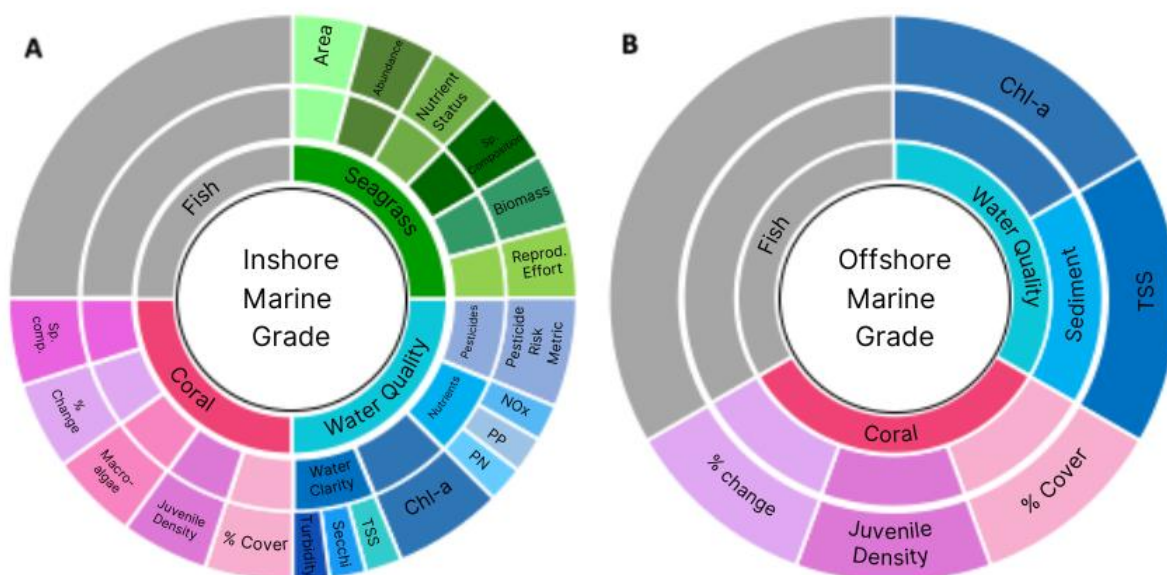 A
Area
Abundance
Nutrient
Status
Sp.
Composition
Biomass
Reprod.
Effort
Seagrass
Fish
Inshore
Marine
Grade
Pesticides
Pesticide
Risk
Metric
Nutrients
NOx
PP
PN
Water Quality
Water
Clarity
Chl-a
TSS
Secchi
Turbidity
Coral
Sp.
comp.
%
Change
Macro-
algae
Juvenile
Density
% Cover
B
Chl-a
Water Quality
Sediment
TSS
Fish
Offshore
Marine
Grade
Coral
% change
Juvenile
Density
% Cover